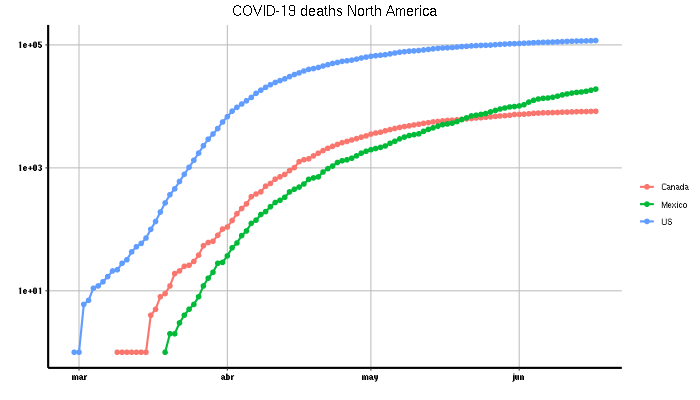 COVID-19 deaths North America
1e+05
1e+03
1e+01
mar
abr
may
jun
Canada
Mexico
US